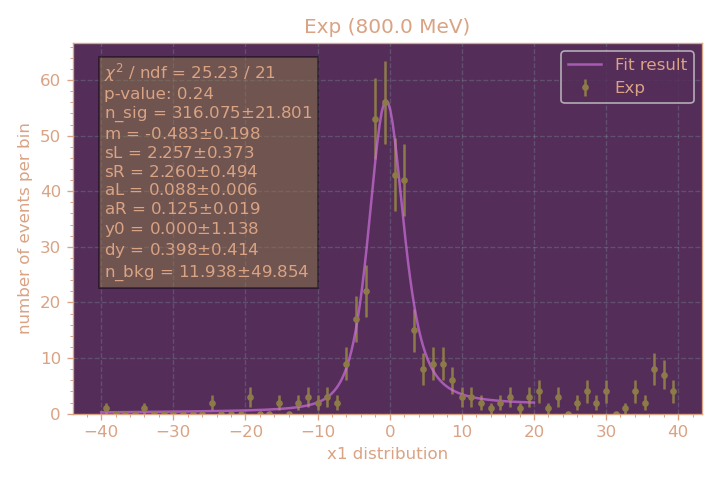 Exp (800.0 MeV)
χ² / ndf = 25.23 / 21
p-value: 0.24
n_sig = 316.075±21.801
m = -0.483±0.198
sL = 2.257±0.373
sR = 2.260±0.494
aL = 0.088±0.006
aR = 0.125±0.019
y0 = 0.000±1.138
dy = 0.398±0.414
n_bkg = 11.938±49.854
Fit result
Exp
number of events per bin
60
50
40
30
20
10
0
−40 −30 −20 −10 0 10 20 30 40
x1 distribution